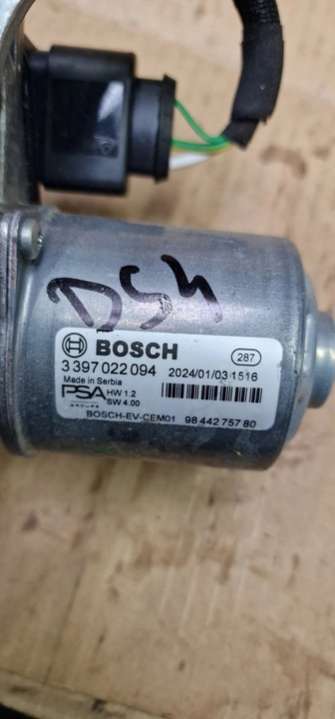 DS4
BOSCH
287
3 397 022 094 2024/01/03 1516
Made in Serbia
PSA HW 1.2
GROUPE SW 4.00
BOSCH-EV-CEM01 98 442 757 80